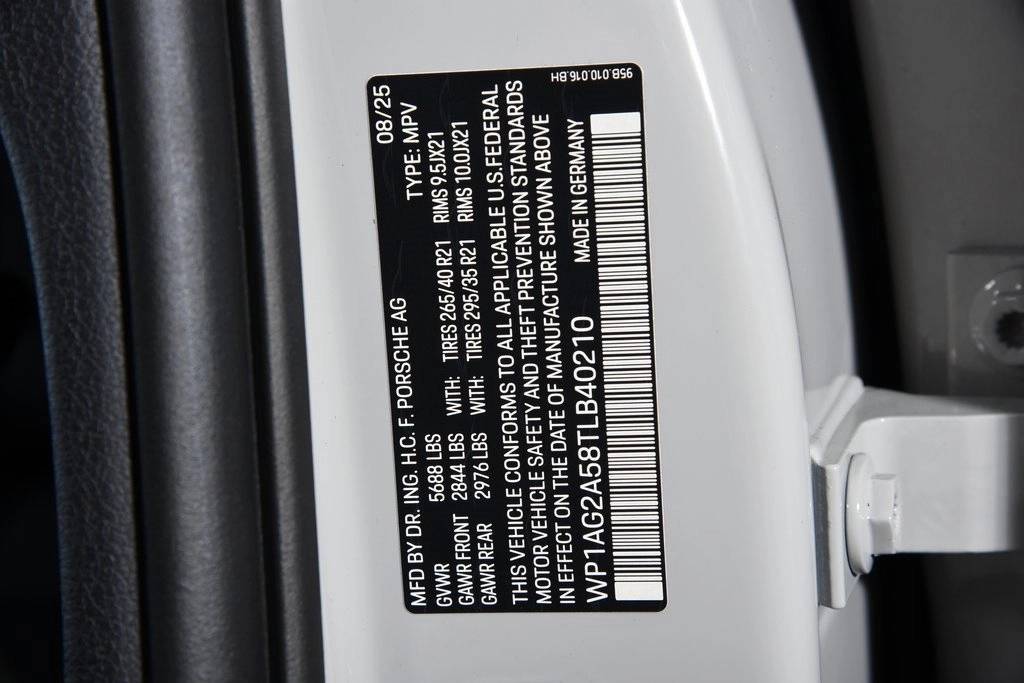 08/25
MFD BY DR. ING. H.C. F. PORSCHE AG TYPE: MPV
GVWR 5688 LBS
GAWR FRONT 2844 LBS WITH: TIRES 265/40 R21 RIMS 9.5JX21
GAWR REAR 2976 LBS WITH: TIRES 295/35 R21 RIMS 10.0JX21
THIS VEHICLE CONFORMS TO ALL APPLICABLE U.S.FEDERAL
MOTOR VEHICLE SAFETY AND THEFT PREVENTION STANDARDS
IN EFFECT ON THE DATE OF MANUFACTURE SHOWN ABOVE
WP1AG2A58TLB40210 MADE IN GERMANY
95B.010.016.BH